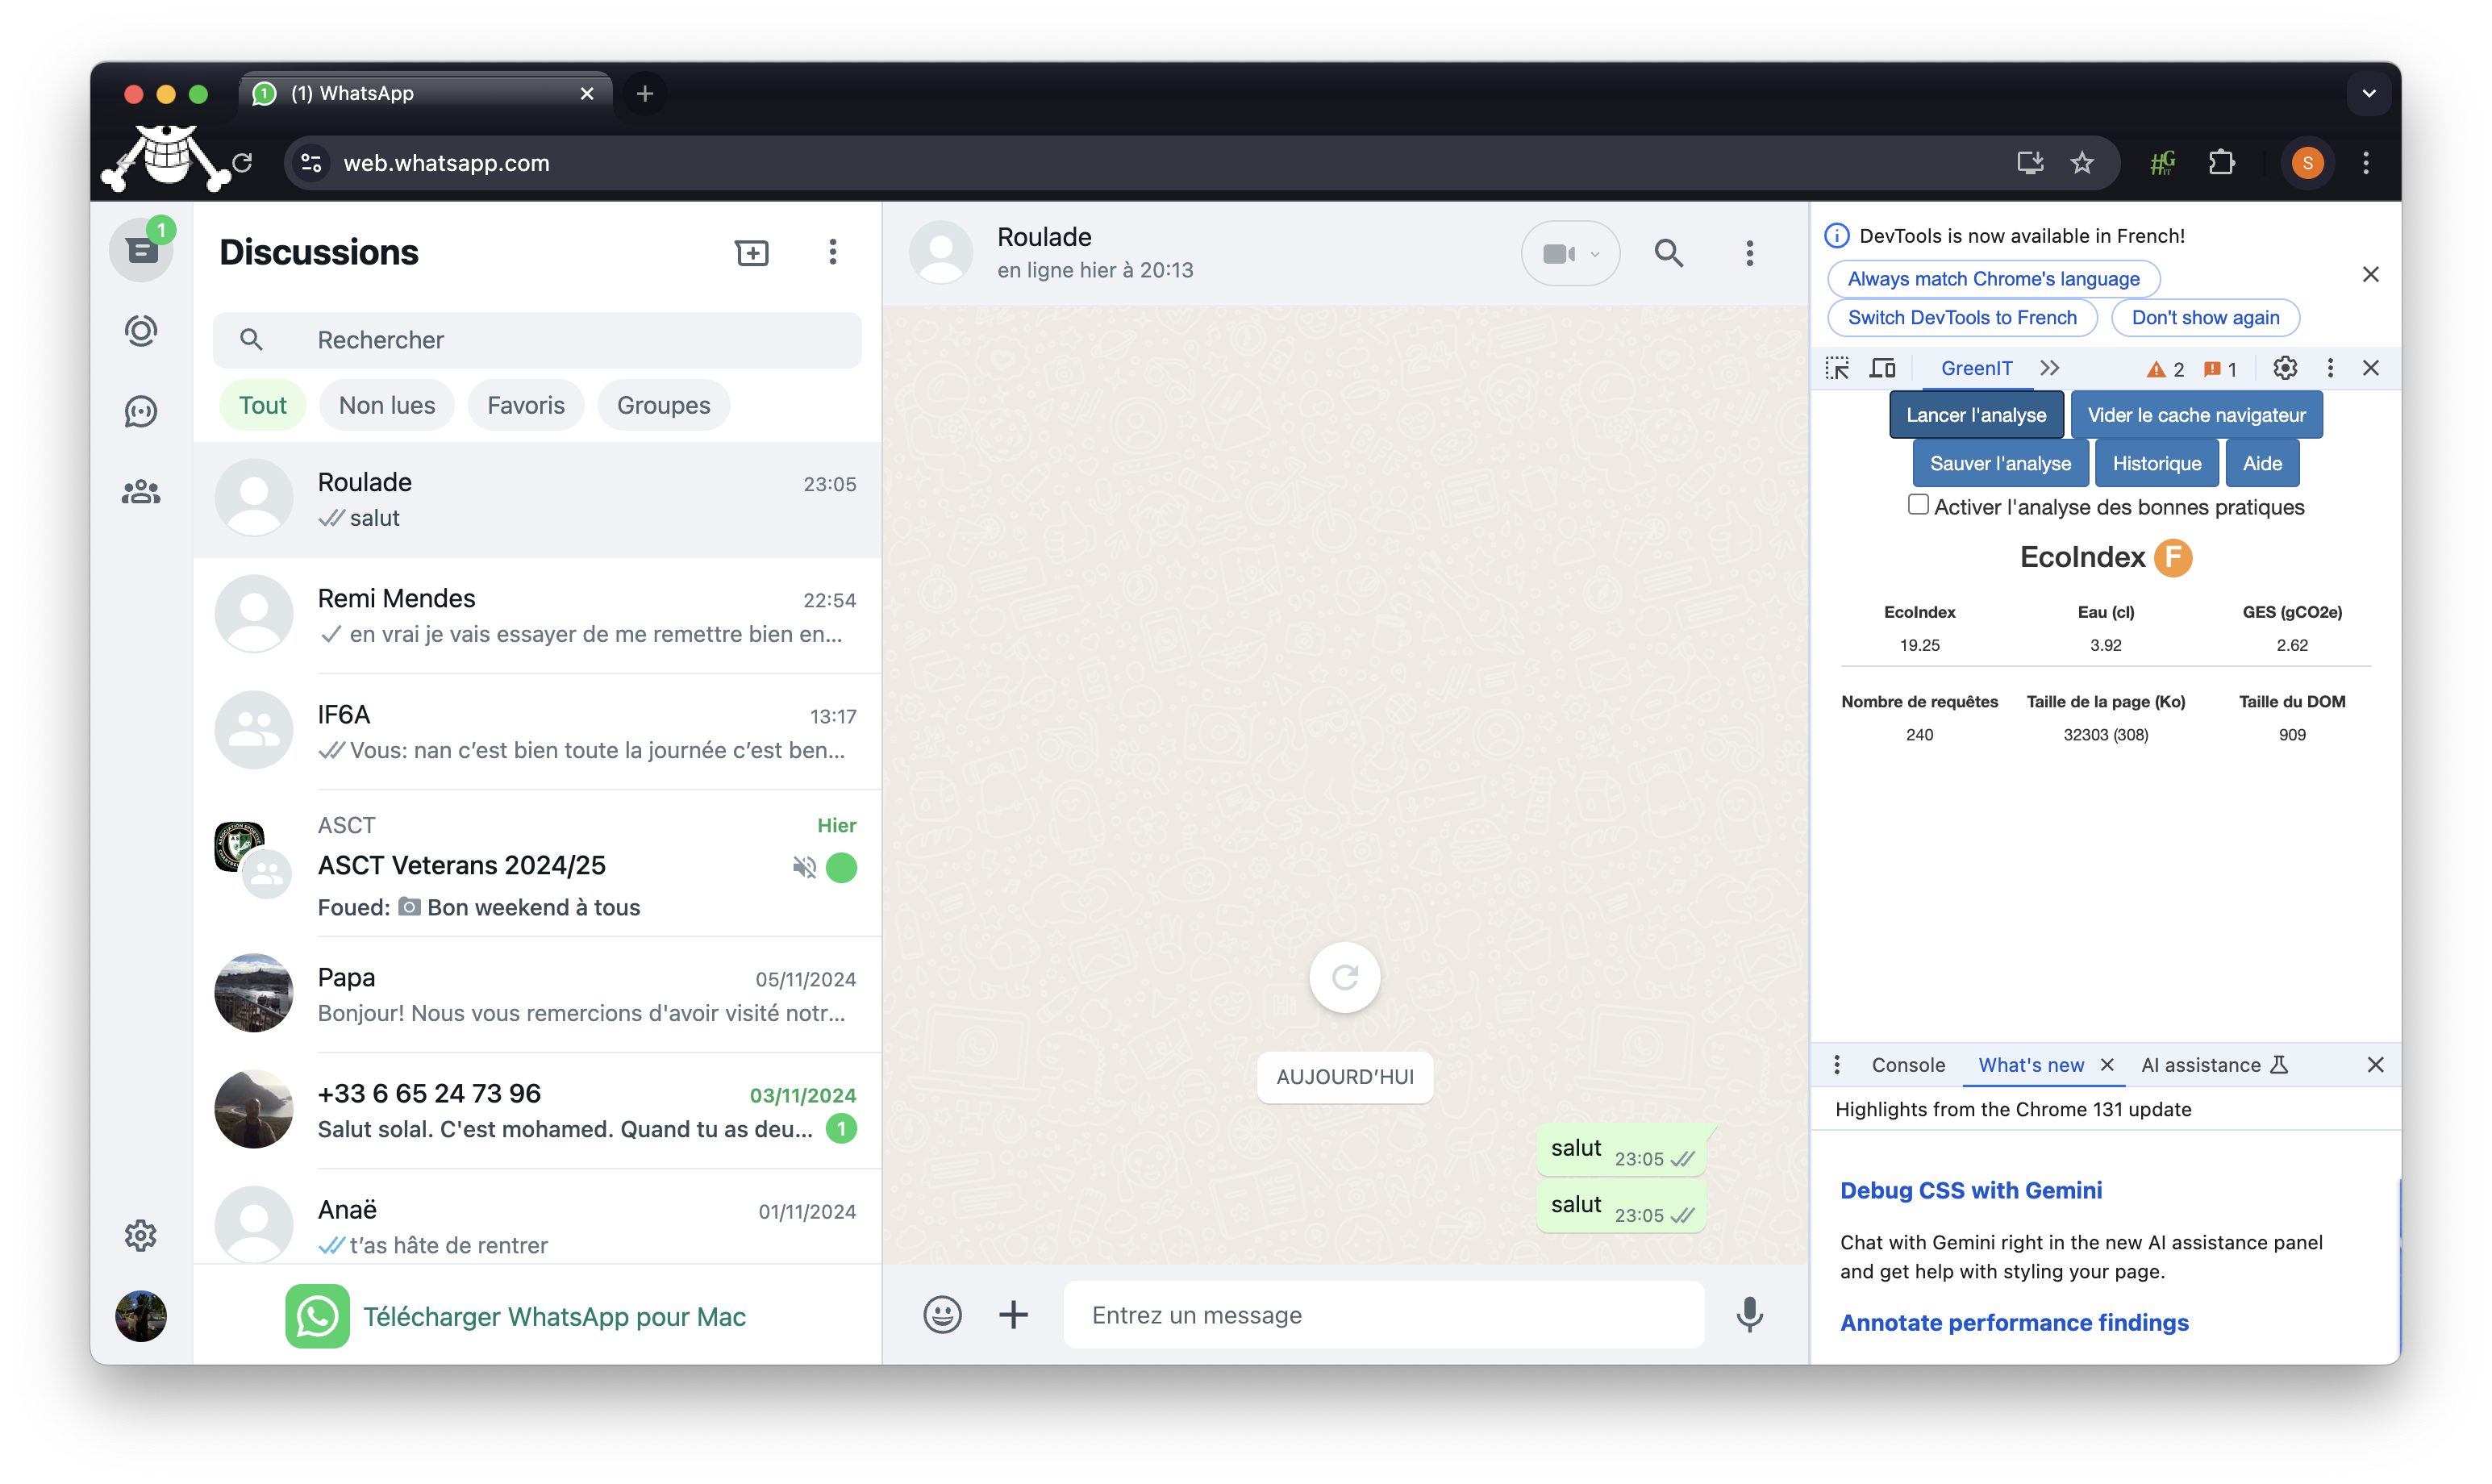 (1) WhatsApp
web.whatsapp.com
S
1
Discussions
Rechercher
Tout Non lues Favoris Groupes
Roulade 23:05
salut
Remi Mendes 22:54
en vrai je vais essayer de me remettre bien en...
IF6A 13:17
Vous: nan c’est bien toute la journée c’est ben...
ASCT Hier
ASCT Veterans 2024/25
Foued: Bon weekend à tous
Papa 05/11/2024
Bonjour! Nous vous remercions d'avoir visité notr...
+33 6 65 24 73 96 03/11/2024
Salut solal. C'est mohamed. Quand tu as deu... 1
Anaë 01/11/2024
t’as hâte de rentrer
Télécharger WhatsApp pour Mac
Roulade
en ligne hier à 20:13
AUJOURD’HUI
salut 23:05
salut 23:05
Entrez un message
DevTools is now available in French!
Always match Chrome's language
Switch DevTools to French Don't show again
GreenIT 2 1
Lancer l'analyse Vider le cache navigateur
Sauver l'analyse Historique Aide
Activer l'analyse des bonnes pratiques
EcoIndex F
EcoIndex Eau (cl) GES (gCO2e)
19.25 3.92 2.62
Nombre de requêtes Taille de la page (Ko) Taille du DOM
240 32303 (308) 909
Console What's new AI assistance
Highlights from the Chrome 131 update
Debug CSS with Gemini
Chat with Gemini right in the new AI assistance panel
and get help with styling your page.
Annotate performance findings